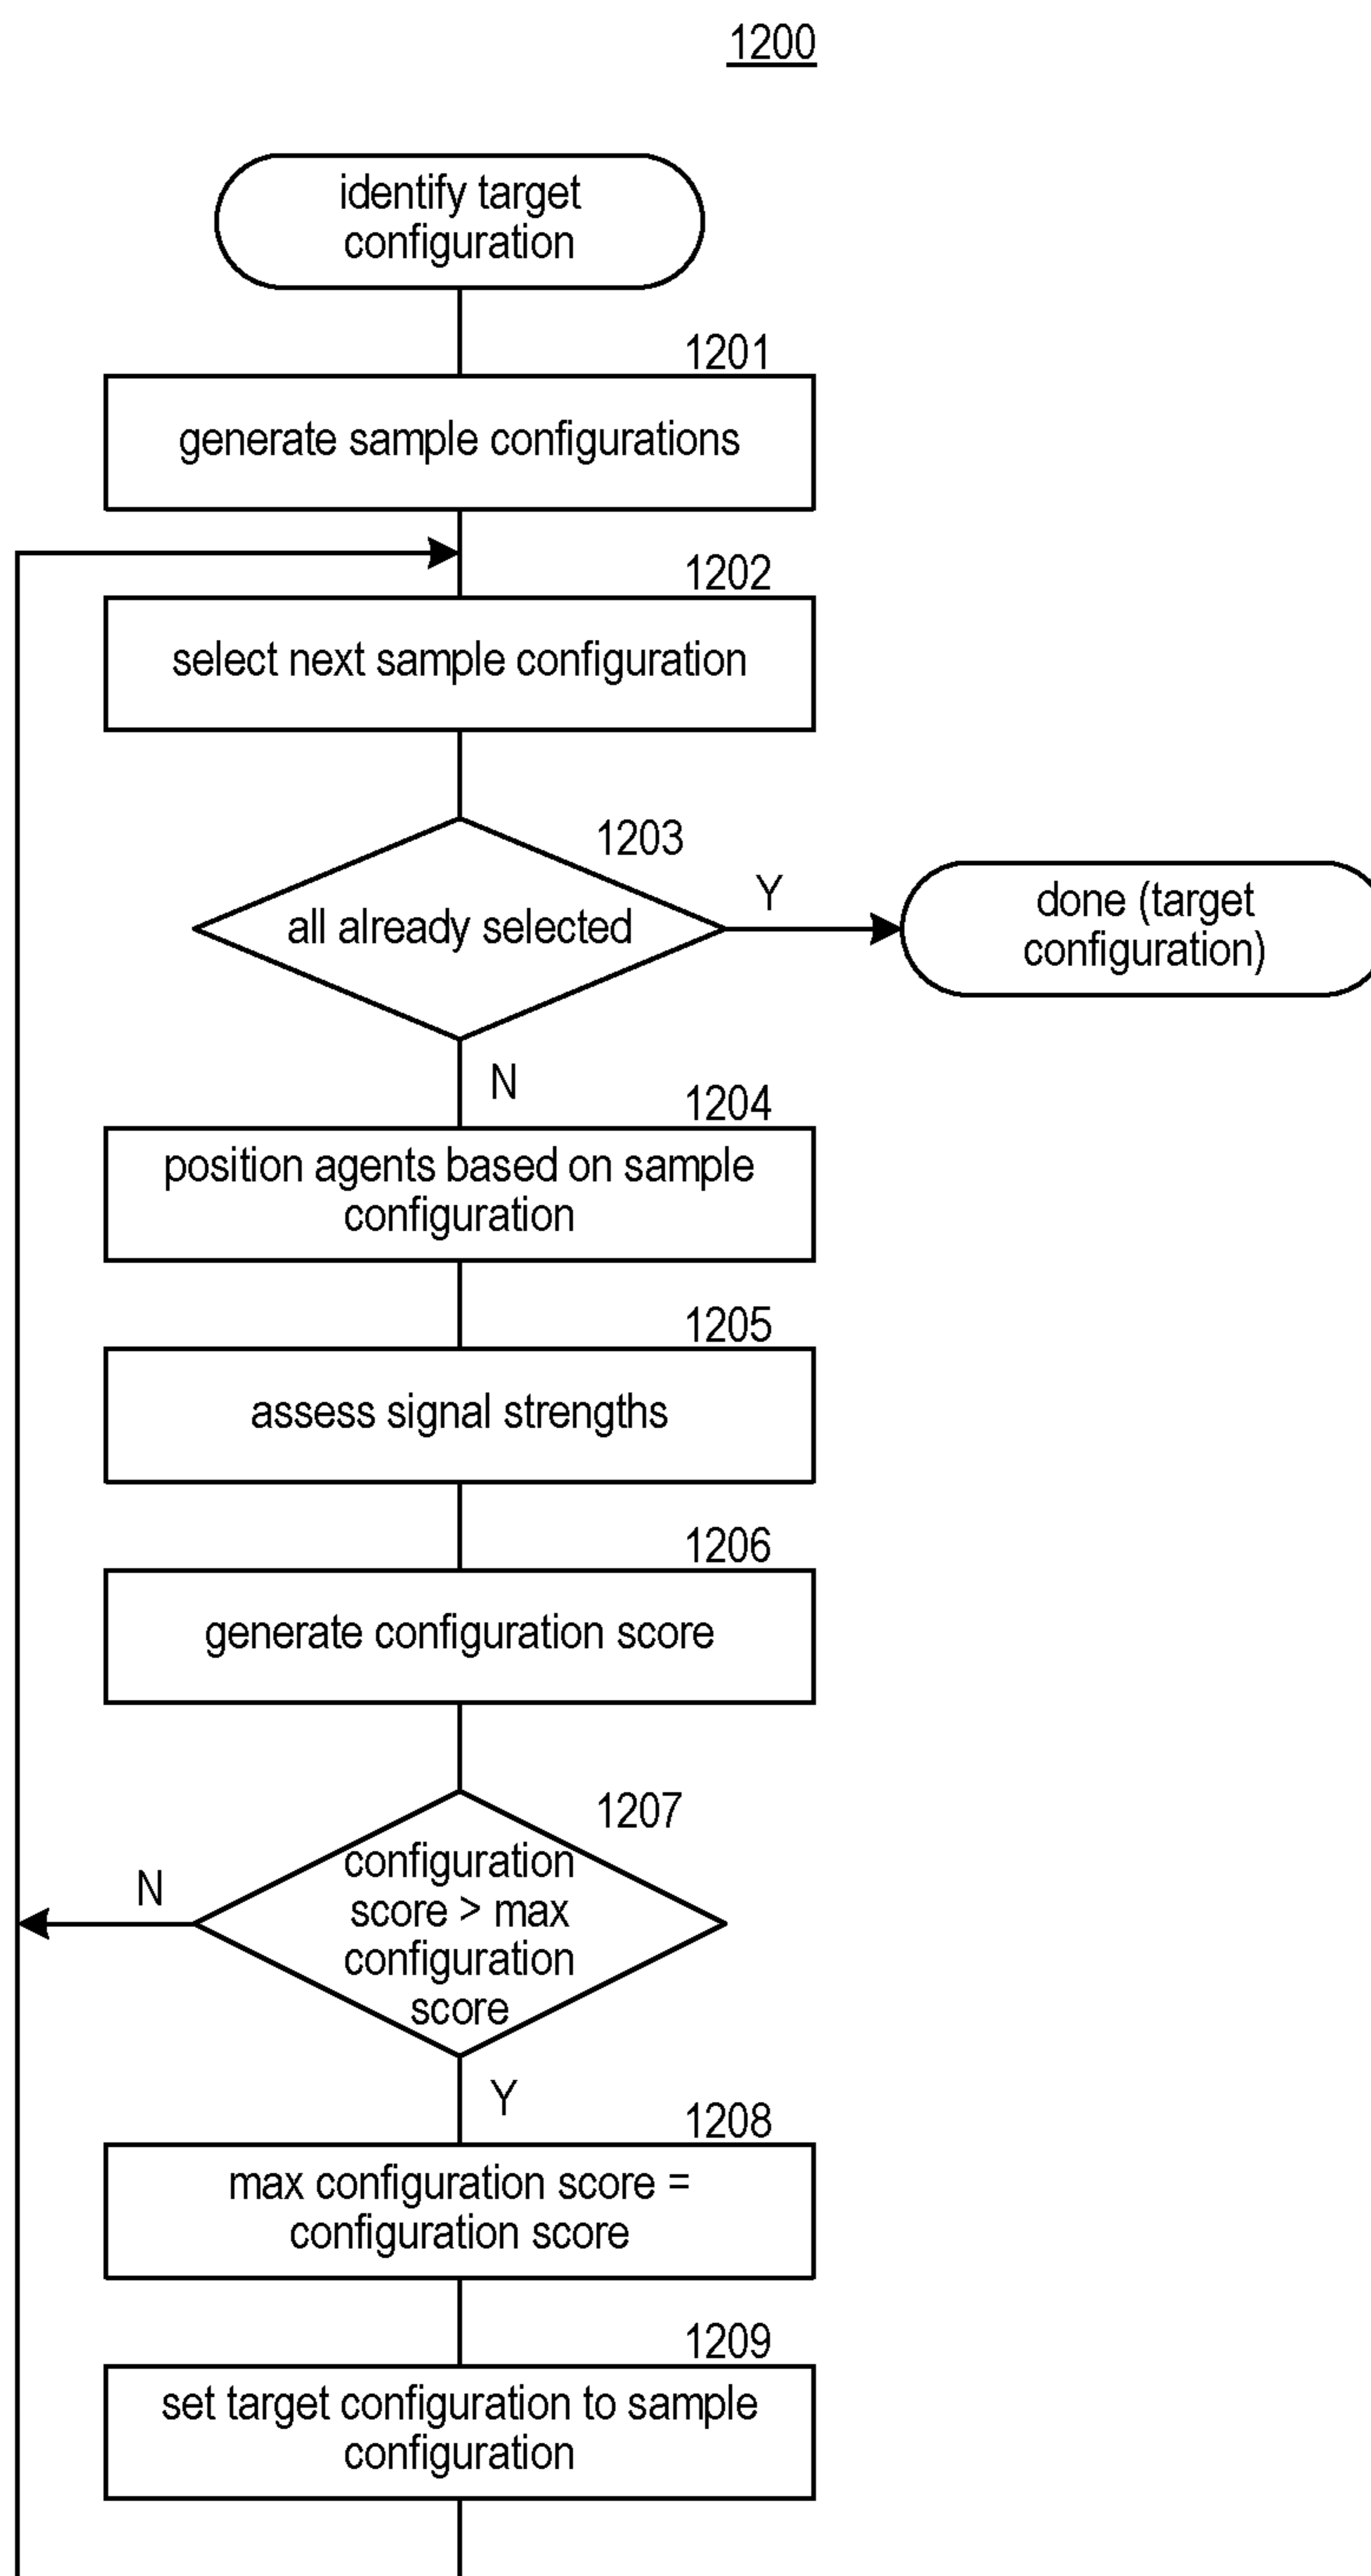 1200
identify target
configuration
1201
generate sample configurations
1202
select next sample configuration
1203
all already selected
Y
done (target
configuration)
N
1204
position agents based on sample
configuration
1205
assess signal strengths
1206
generate configuration score
1207
configuration
score > max
configuration
score
N
Y
1208
max configuration score =
configuration score
1209
set target configuration to sample
configuration